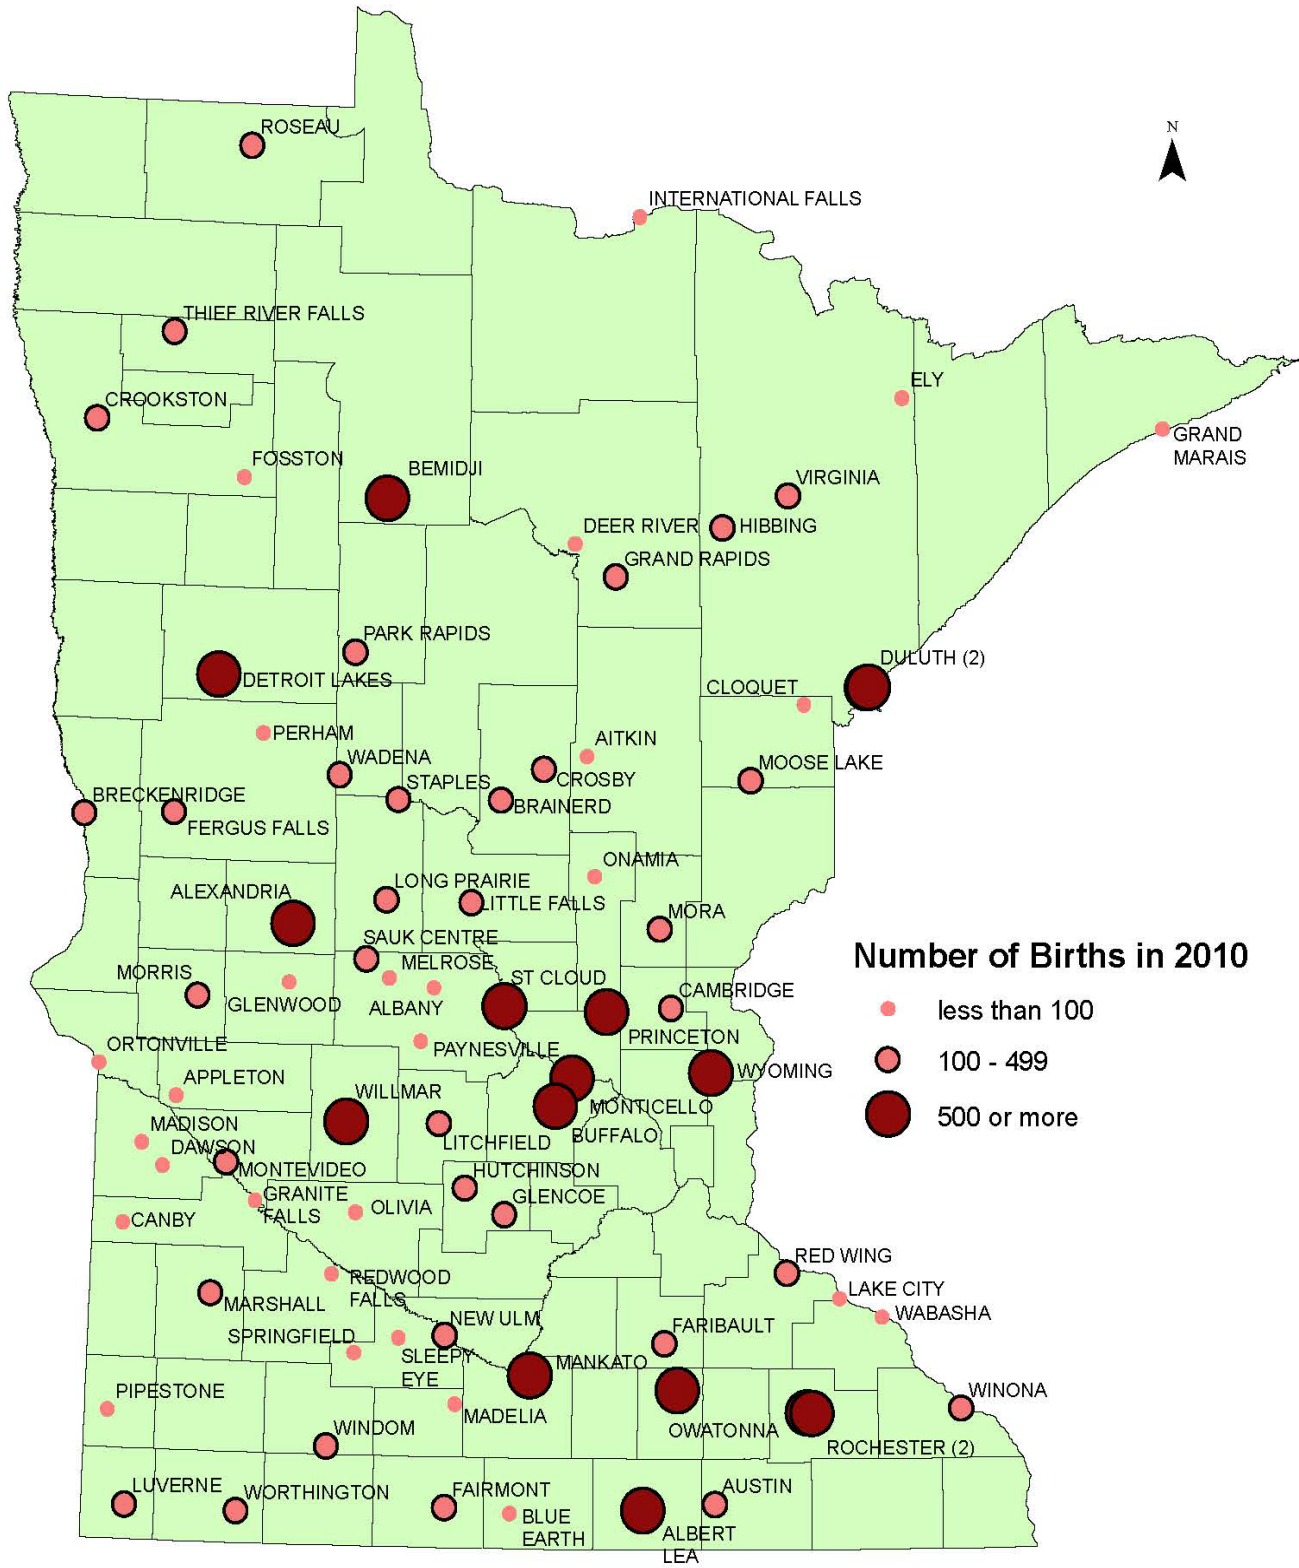 N
ROSEAU
INTERNATIONAL FALLS
THIEF RIVER FALLS
ELY
CROOKSTON
GRAND
MARAIS
FOSSTON
BEMIDJI
VIRGINIA
DEER RIVER
HIBBING
GRAND RAPIDS
PARK RAPIDS
DULUTH (2)
DETROIT LAKES
CLOQUET
PERHAM
AITKIN
WADENA
MOOSE LAKE
STAPLES
CROSBY
BRECKENRIDGE
BRAINERD
FERGUS FALLS
ONAMIA
LONG PRAIRIE
ALEXANDRIA
LITTLE FALLS
MORA
SAUK CENTRE
Number of Births in 2010
less than 100
100 - 499
500 or more
MELROSE
MORRIS
ST CLOUD
CAMBRIDGE
GLENWOOD
ALBANY
PRINCETON
ORTONVILLE
PAYNESVILLE
WYOMING
APPLETON
WILLMAR
MONTICELLO
MADISON
BUFFALO
LITCHFIELD
DAWSON
MONTEVIDEO
HUTCHINSON
GRANITE
FALLS
GLENCOE
OLIVIA
CANBY
RED WING
REDWOOD
FALLS
LAKE CITY
MARSHALL
WABASHA
NEW ULM
FARIBAULT
SPRINGFIELD
SLEEPY
EYE
MANKATO
PIPESTONE
WINONA
MADELIA
WINDOM
OWATONNA
ROCHESTER (2)
LUVERNE
WORTHINGTON
FAIRMONT
AUSTIN
BLUE
EARTH
ALBERT
LEA